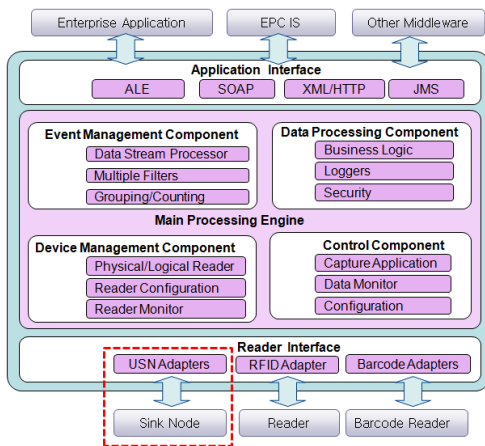 Enterprise Application
EPC IS
Other Middleware
Application Interface
ALE
SOAP
XML/HTTP
JMS
Event Management Component
Data Stream Processor
Multiple Filters
Grouping/Counting
Data Processing Component
Business Logic
Loggers
Security
Main Processing Engine
Device Management Component
Physical/Logical Reader
Reader Configuration
Reader Monitor
Control Component
Capture Application
Data Monitor
Configuration
Reader Interface
USN Adapters
RFID Adapter
Barcode Adapters
Sink Node
Reader
Barcode Reader